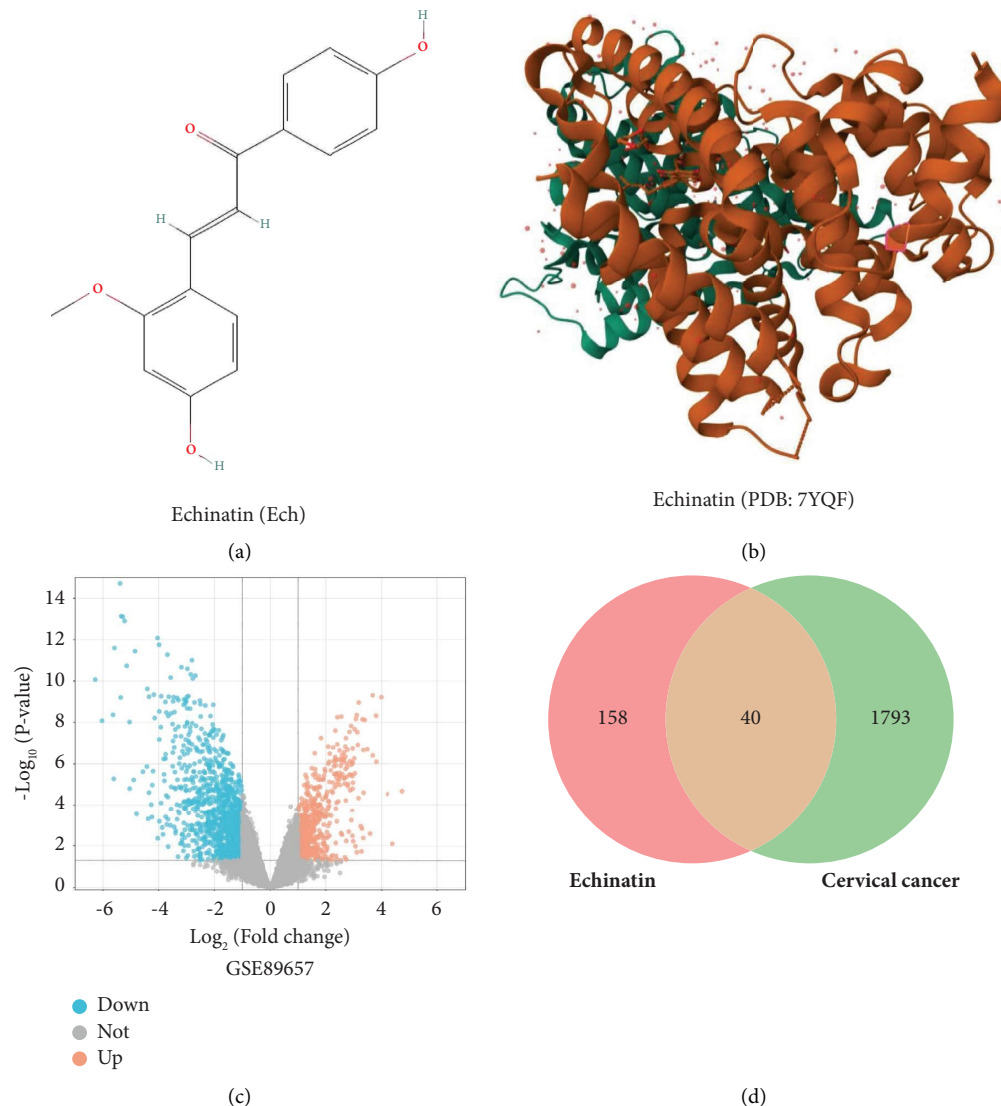 H
O
O
H
H
O
O
H
Echinatin (Ech)
(a)
Echinatin (PDB: 7YQF)
(b)
14
12
10
8
6
4
2
0
-Log₁₀ (P-value)
-6 -4 -2 0 2 4 6
Log₂ (Fold change)
GSE89657
Down
Not
Up
(c)
158 40 1793
Echinatin Cervical cancer
(d)